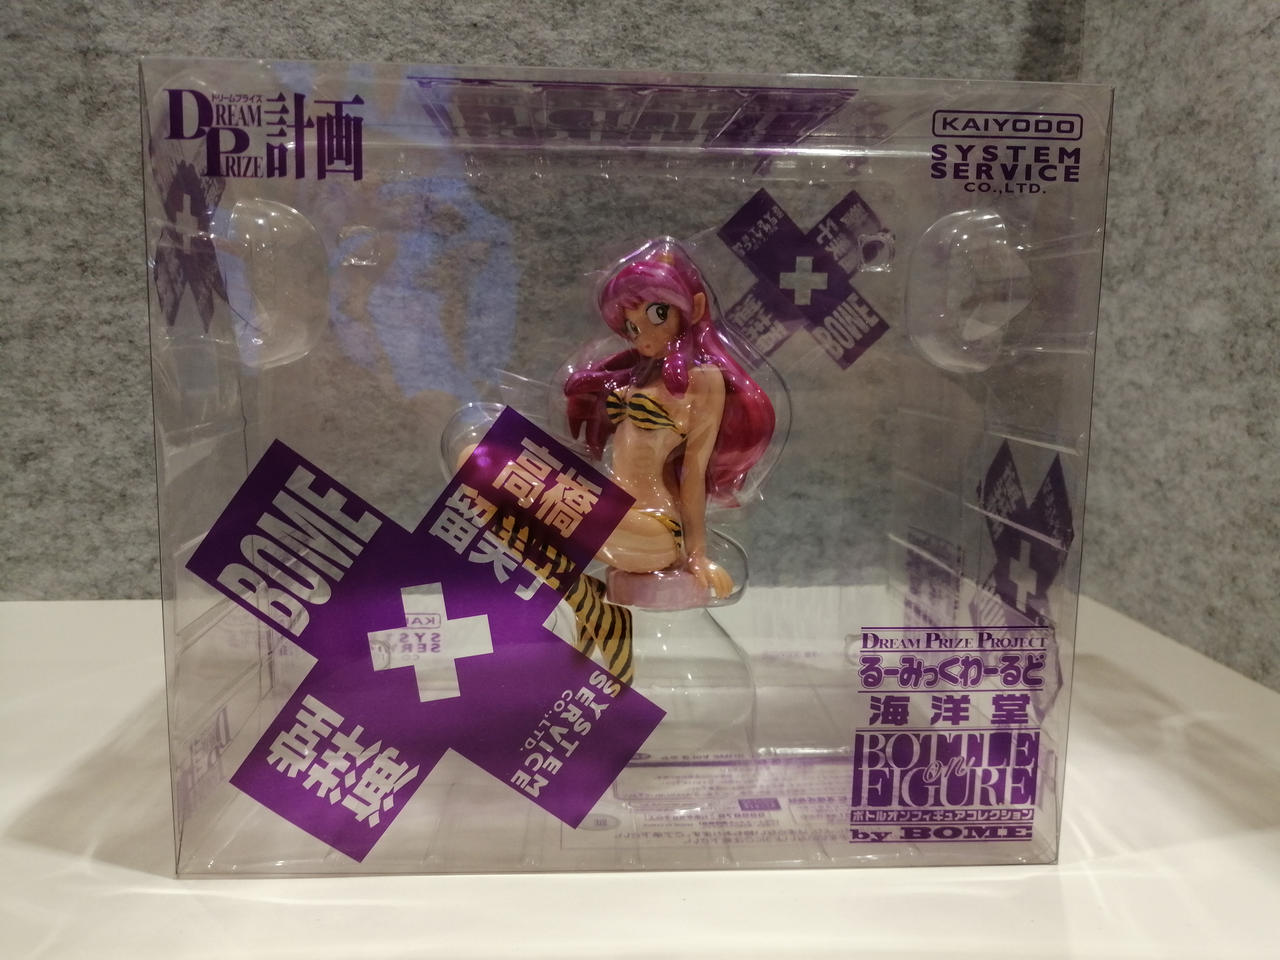 ドリームプライズ
DREAM
PRIZE
計画
KAIYODO
SYSTEM
SERVICE
CO.,LTD.
BOWE
BOME
高橋
留美子
海洋堂
SYSTEM
SERVICE
CO.,LTD.
DREAM PRIZE PROJECT
るーみっくわーるど
海洋堂
BOTTLE
on
FIGURE
ボトルオンフィギュアコレクション
by BOME